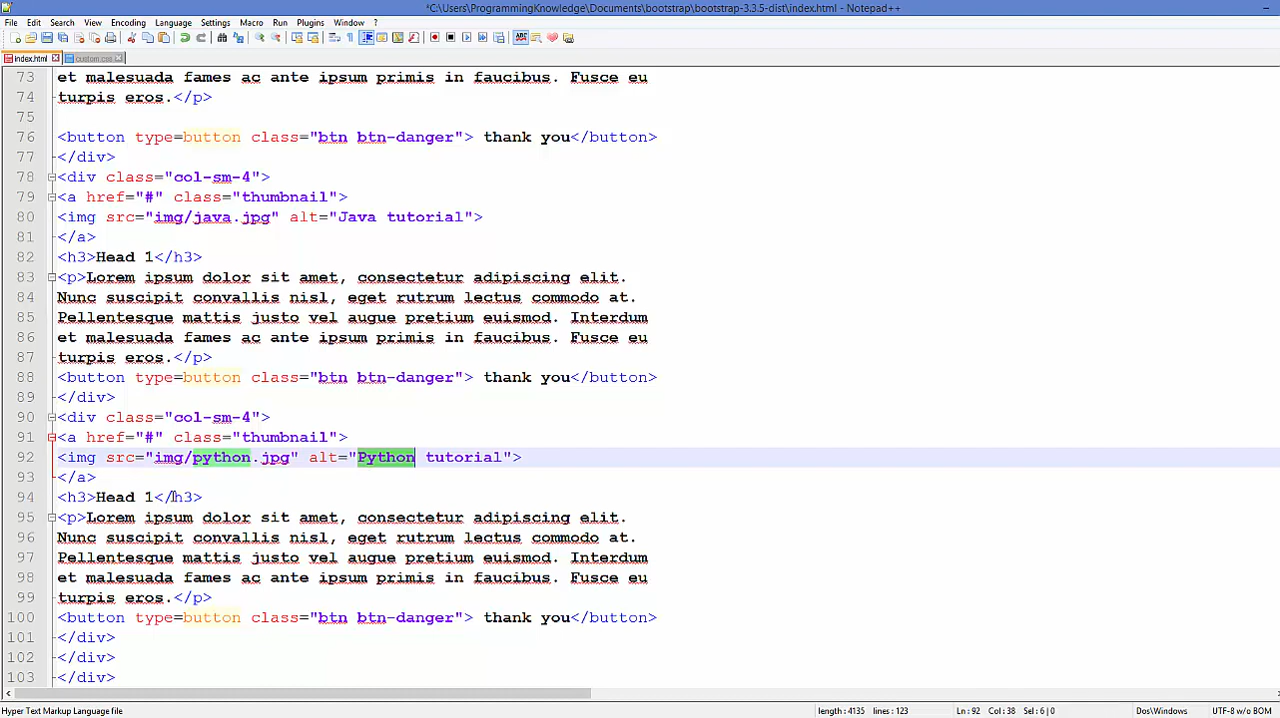 *C:\Users\ProgrammingKnowledge\Documents\bootstrap\bootstrap-3.3.5-dist\index.html - Notepad++
File Edit Search View Encoding Language Settings Macro Run Plugins Window ?
index.html custom.css
73 et malesuada fames ac ante ipsum primis in faucibus. Fusce eu
74 turpis eros.</p>
75
76 <button type=button class="btn btn-danger"> thank you</button>
77 </div>
78 <div class="col-sm-4">
79 <a href="#" class="thumbnail">
80 <img src="img/java.jpg" alt="Java tutorial">
81 </a>
82 <h3>Head 1</h3>
83 <p>Lorem ipsum dolor sit amet, consectetur adipiscing elit.
84 Nunc suscipit convallis nisl, eget rutrum lectus commodo at.
85 Pellentesque mattis justo vel augue pretium euismod. Interdum
86 et malesuada fames ac ante ipsum primis in faucibus. Fusce eu
87 turpis eros.</p>
88 <button type=button class="btn btn-danger"> thank you</button>
89 </div>
90 <div class="col-sm-4">
91 <a href="#" class="thumbnail">
92 <img src="img/python.jpg" alt="Python tutorial">
93 </a>
94 <h3>Head 1</h3>
95 <p>Lorem ipsum dolor sit amet, consectetur adipiscing elit.
96 Nunc suscipit convallis nisl, eget rutrum lectus commodo at.
97 Pellentesque mattis justo vel augue pretium euismod. Interdum
98 et malesuada fames ac ante ipsum primis in faucibus. Fusce eu
99 turpis eros.</p>
100 <button type=button class="btn btn-danger"> thank you</button>
101 </div>
102 </div>
103 </div>
Hyper Text Markup Language file length : 4135 lines : 123 Ln : 92 Col : 38 Sel : 6 | 0 Dos\Windows UTF-8 w/o BOM